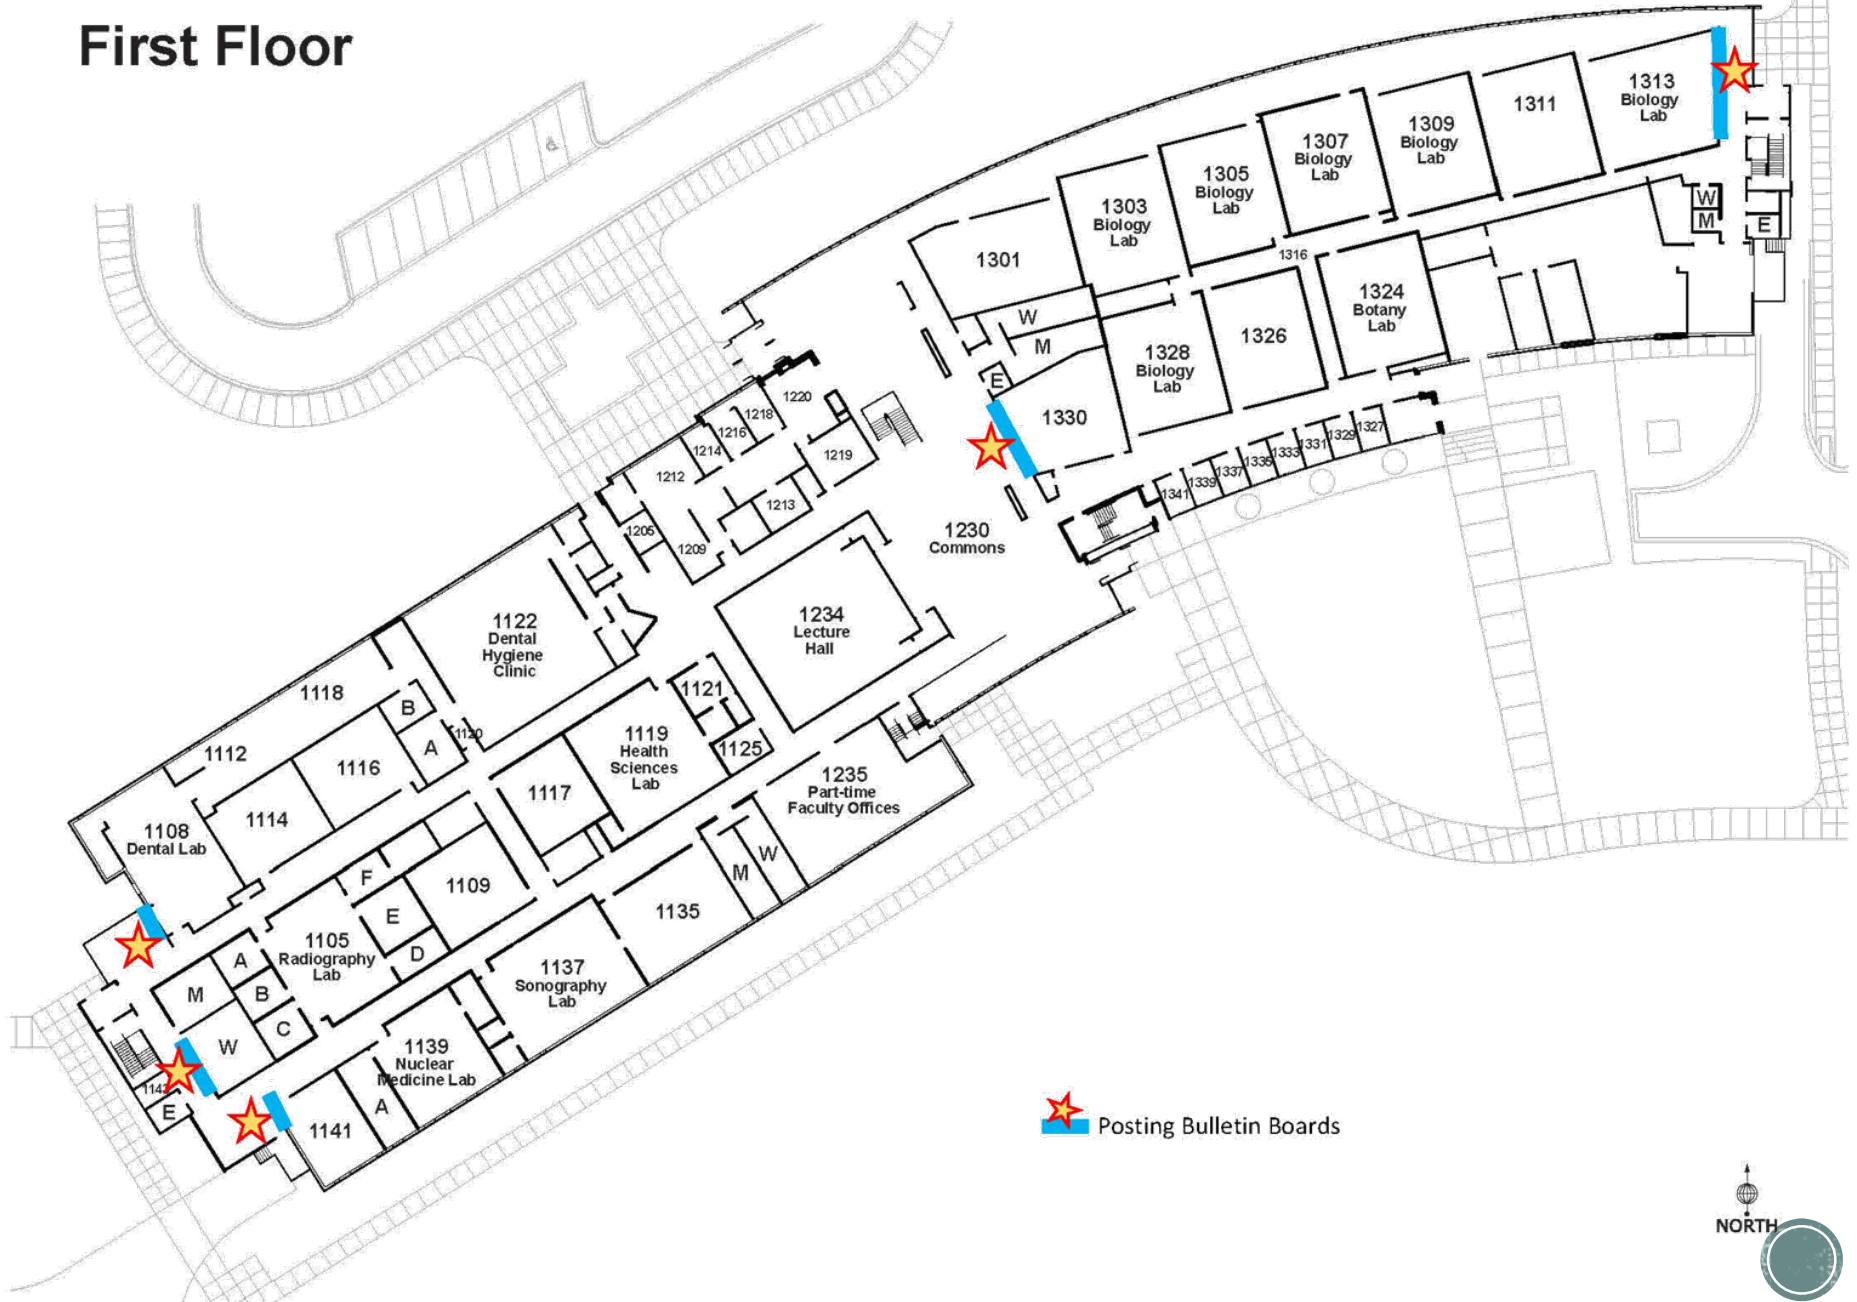 First Floor
1313
Biology
Lab
1311
1309
Biology
Lab
1307
Biology
Lab
1305
Biology
Lab
1303
Biology
Lab
1301
W
M
E
1316
1324
Botany
Lab
1326
1328
Biology
Lab
1330
W
M
E
1327
1329
1331
1333
1335
1337
1339
1341
1220
1218
1216
1214
1212
1219
1213
1205
1209
1230
Commons
1234
Lecture
Hall
1122
Dental
Hygiene
Clinic
1118
1112
B
A
1120
1116
1114
1108
Dental Lab
1121
1119
Health
Sciences
Lab
1125
1117
1235
Part-time
Faculty Offices
M
W
1135
F
1109
E
D
1105
Radiography
Lab
A
B
C
M
W
1137
Sonography
Lab
1139
Nuclear
Medicine Lab
A
1141
E
Posting Bulletin Boards
NORTH